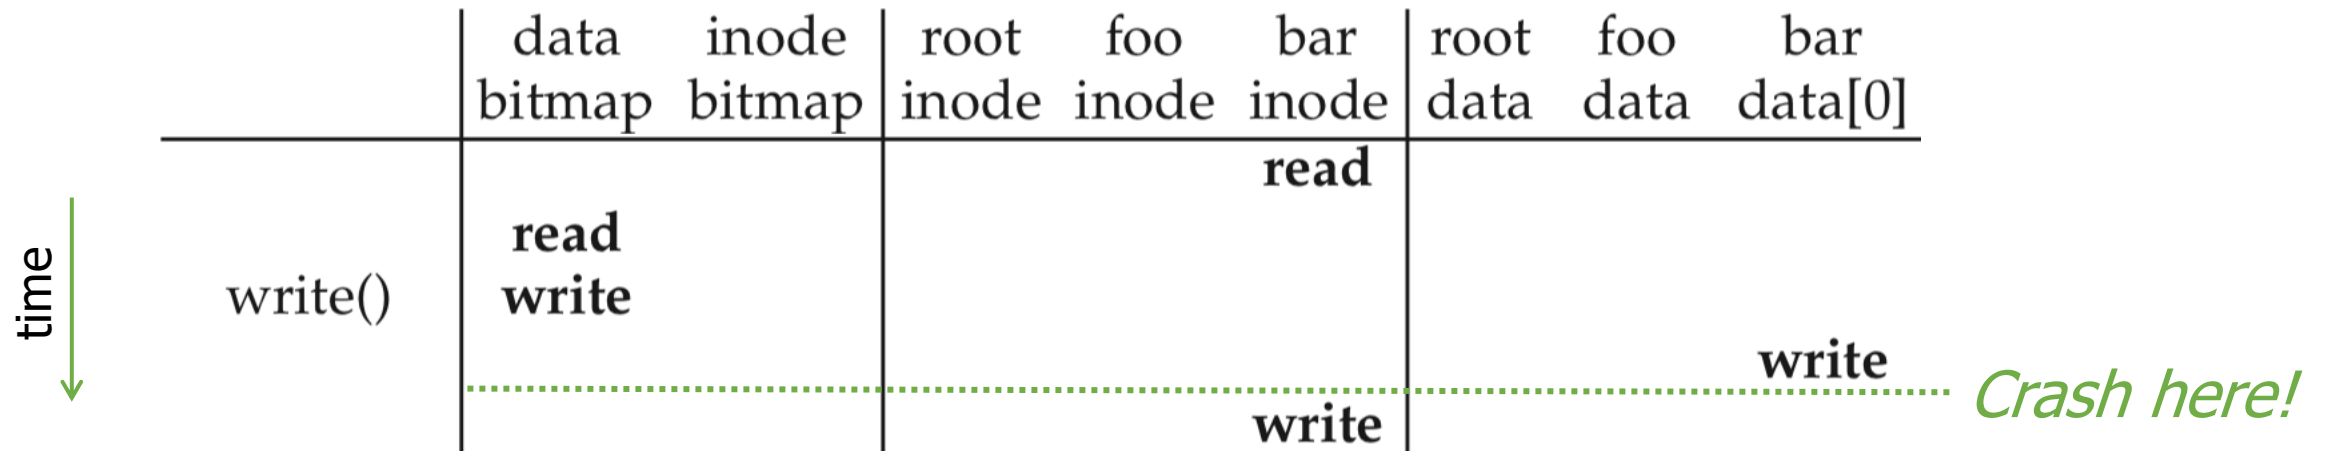 data inode root foo bar root foo bar
bitmap bitmap inode inode inode data data data[0]
read
read
write() write
write
write
time
Crash here!